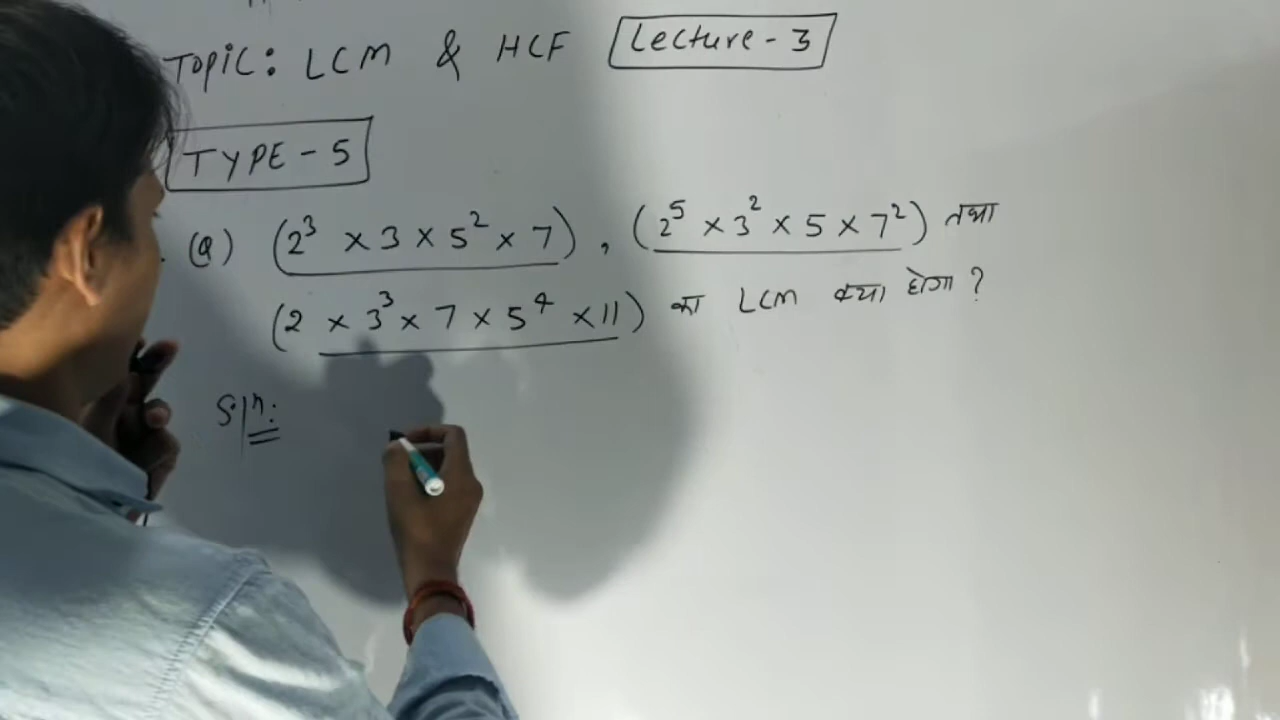 Topic: LCM & HCF Lecture-3
TYPE-5
(Q) (2³ × 3 × 5² × 7), (2⁵ × 3² × 5 × 7²) तथा
(2 × 3³ × 7 × 5⁴ × 11) का LCM क्या होगा?
Sol^n: